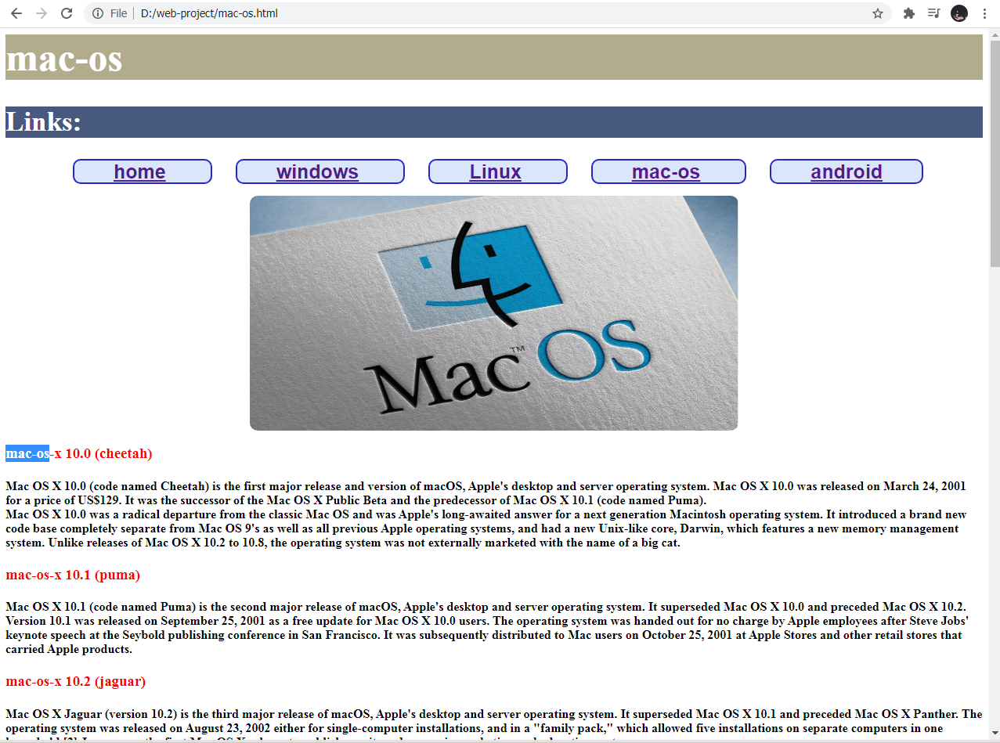 File | D:/web-project/mac-os.html
mac-os
Links:
home windows Linux mac-os android
Mac OS™
mac-os-x 10.0 (cheetah)
Mac OS X 10.0 (code named Cheetah) is the first major release and version of macOS, Apple's desktop and server operating system. Mac OS X 10.0 was released on March 24, 2001
for a price of US$129. It was the successor of the Mac OS X Public Beta and the predecessor of Mac OS X 10.1 (code named Puma).
Mac OS X 10.0 was a radical departure from the classic Mac OS and was Apple's long-awaited answer for a next generation Macintosh operating system. It introduced a brand new
code base completely separate from Mac OS 9's as well as all previous Apple operating systems, and had a new Unix-like core, Darwin, which features a new memory management
system. Unlike releases of Mac OS X 10.2 to 10.8, the operating system was not externally marketed with the name of a big cat.
mac-os-x 10.1 (puma)
Mac OS X 10.1 (code named Puma) is the second major release of macOS, Apple's desktop and server operating system. It superseded Mac OS X 10.0 and preceded Mac OS X 10.2.
Version 10.1 was released on September 25, 2001 as a free update for Mac OS X 10.0 users. The operating system was handed out for no charge by Apple employees after Steve Jobs'
keynote speech at the Seybold publishing conference in San Francisco. It was subsequently distributed to Mac users on October 25, 2001 at Apple Stores and other retail stores that
carried Apple products.
mac-os-x 10.2 (jaguar)
Mac OS X Jaguar (version 10.2) is the third major release of macOS, Apple's desktop and server operating system. It superseded Mac OS X 10.1 and preceded Mac OS X Panther. The
operating system was released on August 23, 2002 either for single-computer installations, and in a "family pack," which allowed five installations on separate computers in one